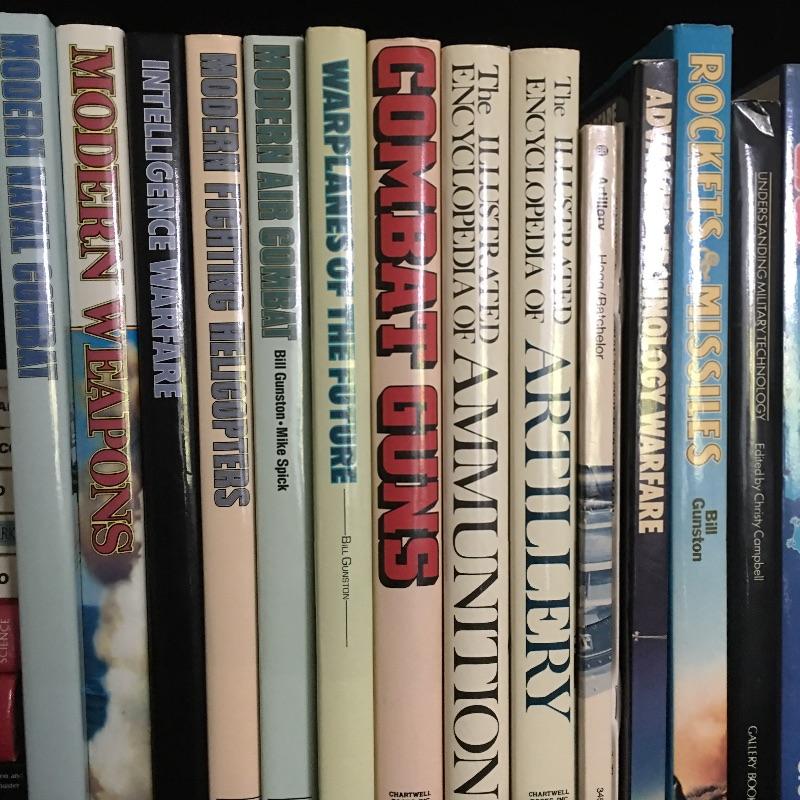 MODERN NAVAL COMBAT
MODERN WEAPONS
INTELLIGENCE WARFARE
MODERN FIGHTING HELICOPTERS
MODERN AIR COMBAT
Bill Gunston • Mike Spick
WARPLANES OF THE FUTURE
BILL GUNSTON
COMBAT GUNS
CHARTWELL
The ILLUSTRATED
ENCYCLOPEDIA OF AMMUNITION
The ILLUSTRATED
ENCYCLOPEDIA OF ARTILLERY
CHARTWELL
BOOKS INC
Artillery Hogg/Batchelor
TECHNOLOGY WARFARE
ROCKETS & MISSILES
Bill
Gunston
UNDERSTANDING MILITARY TECHNOLOGY
Edited by Christy Campbell
GALLERY
SCIENCE